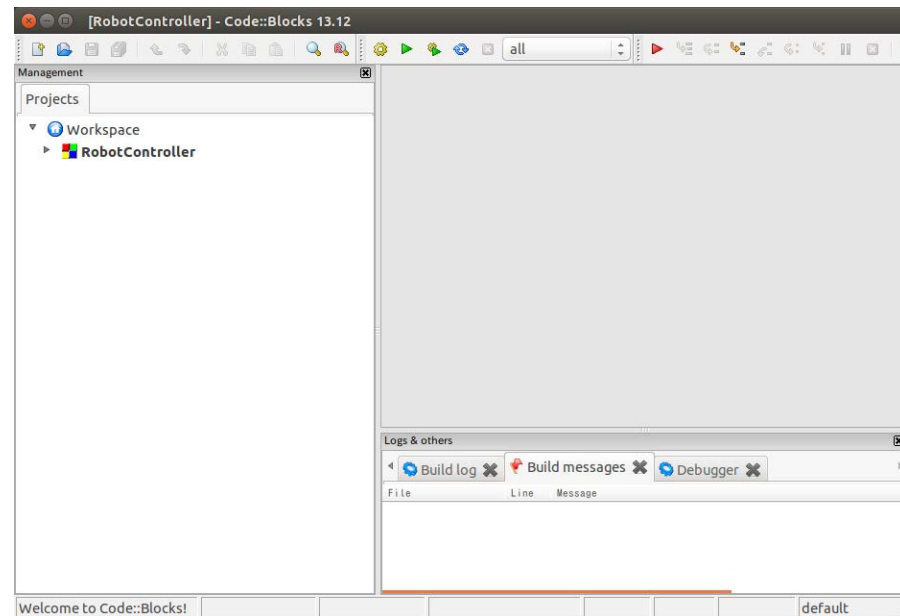 [RobotController] - Code::Blocks 13.12
all
Management
Projects
Workspace
RobotController
Logs & others
Build log
Build messages
Debugger
File Line Message
Welcome to Code::Blocks!
default